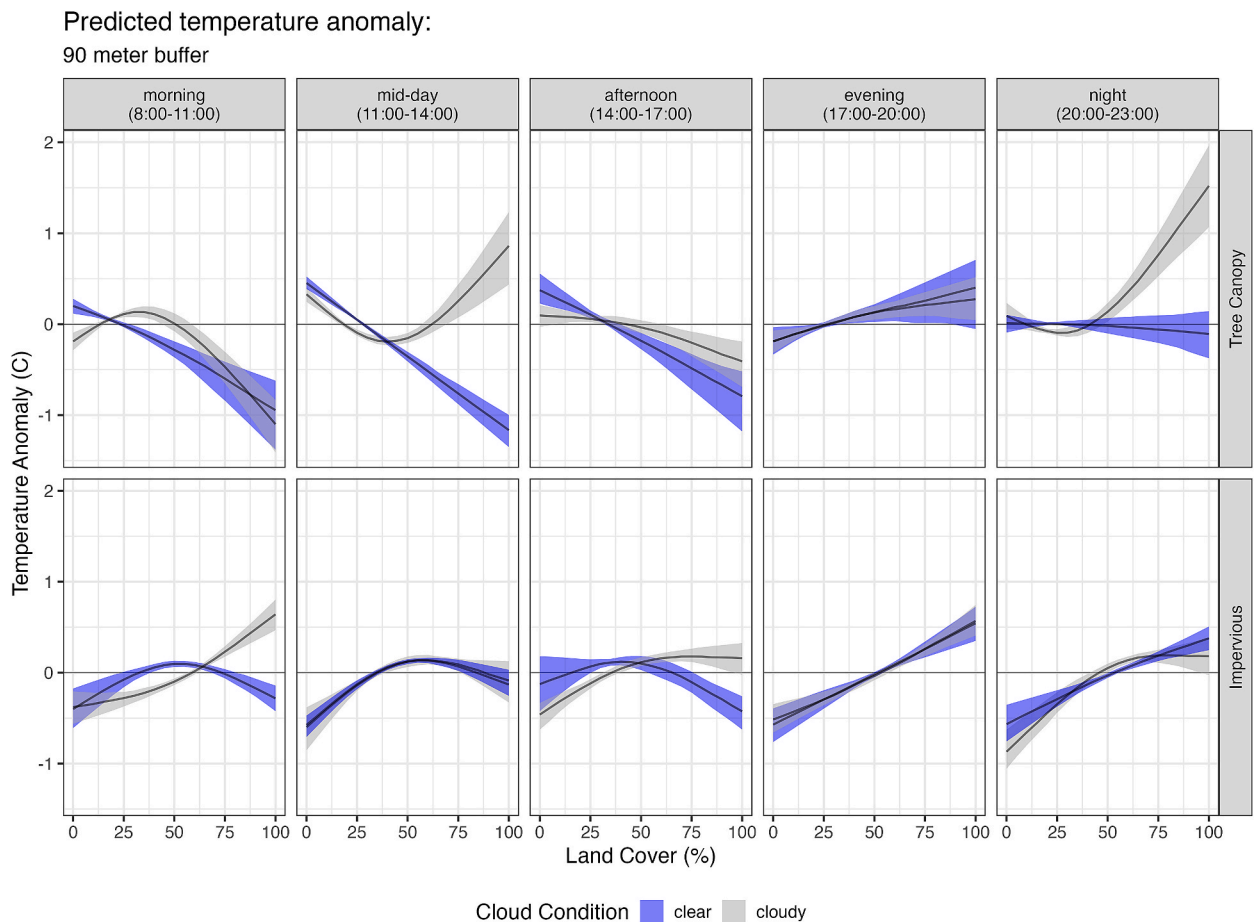 Predicted temperature anomaly:
90 meter buffer
morning
(8:00-11:00)
mid-day
(11:00-14:00)
afternoon
(14:00-17:00)
evening
(17:00-20:00)
night
(20:00-23:00)
Temperature Anomaly (C)
2
1
0
-1
Tree Canopy
2
1
0
-1
Impervious
0 25 50 75 100
0 25 50 75 100
0 25 50 75 100
0 25 50 75 100
0 25 50 75 100
Land Cover (%)
Cloud Condition clear cloudy